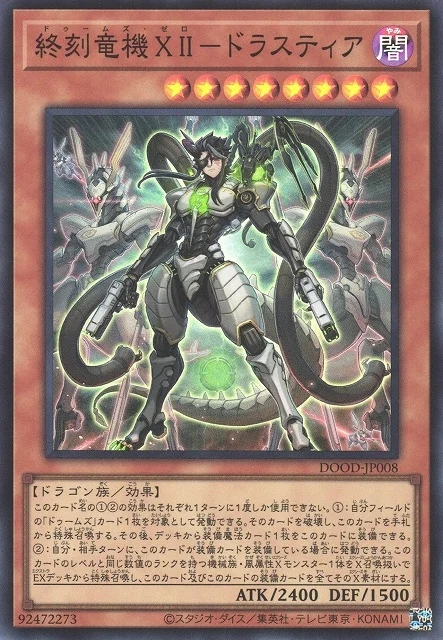 ドゥームズ・ゼロ
終刻竜機XⅡ－ドラスティア
やみ
闇
DOOD-JP008
【ドラゴン族／効果】
このカード名の①②の効果はそれぞれ1ターンに1度しか使用できない。①：自分フィールド
の「ドゥームズ」カード1枚を対象として発動できる。そのカードを破壊し、このカードを手札
から特殊召喚する。その後、デッキから装備魔法カード1枚をこのカードに装備できる。
②：自分・相手ターンに、このカードが装備カードを装備している場合に発動できる。この
カードのレベルと同じ数値のランクを持つ機械族・風属性Xモンスター1体をX召喚扱いで
EXデッキから特殊召喚し、このカード及びこのカードの装備カードを全てそのX素材にする。
ATK/2400 DEF/1500
92472273
©スタジオ・ダイス／集英社・テレビ東京・KONAMI